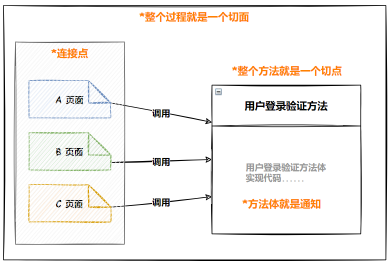 *整个过程就是一个切面
*连接点
A 页面
B 页面
C 页面
调用
调用
调用
*整个方法就是一个切点
用户登录验证方法
用户登录验证方法体
实现代码......
*方法体就是通知